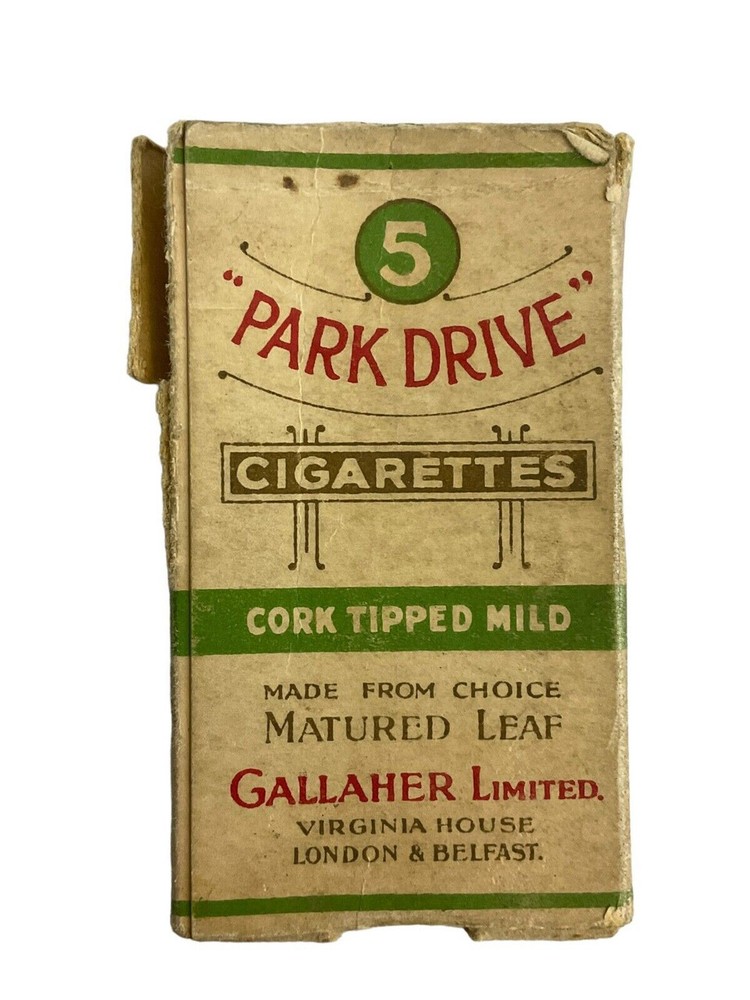 5
“PARK DRIVE”
CIGARETTES
CORK TIPPED MILD
MADE FROM CHOICE
MATURED LEAF
GALLAHER LIMITED.
VIRGINIA HOUSE
LONDON & BELFAST.